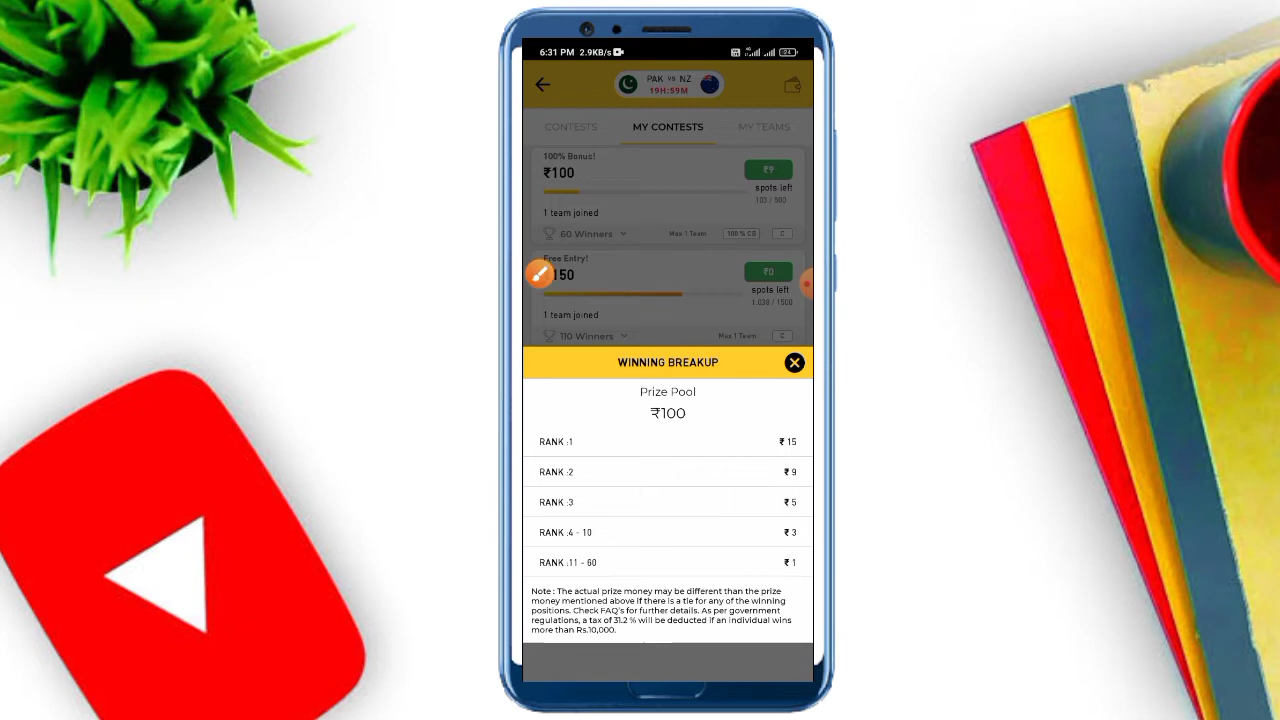 6:31 PM 2.9KB/s 4G 24
PAK vs NZ
19H:59M
CONTESTS MY CONTESTS MY TEAMS
100% Bonus!
₹100 ₹9
spots left
103 / 500
1 team joined
60 Winners Max 1 Team 100 % CB C
Free Entry!
150 ₹0
spots left
1,038 / 1500
1 team joined
110 Winners Max 1 Team C
WINNING BREAKUP
Prize Pool
₹100
RANK :1 ₹ 15
RANK :2 ₹ 9
RANK :3 ₹ 5
RANK :4 - 10 ₹ 3
RANK :11 - 60 ₹ 1
Note : The actual prize money may be different than the prize
money mentioned above if there is a tie for any of the winning
positions. Check FAQ's for further details. As per government
regulations, a tax of 31.2 % will be deducted if an individual wins
more than Rs.10,000.